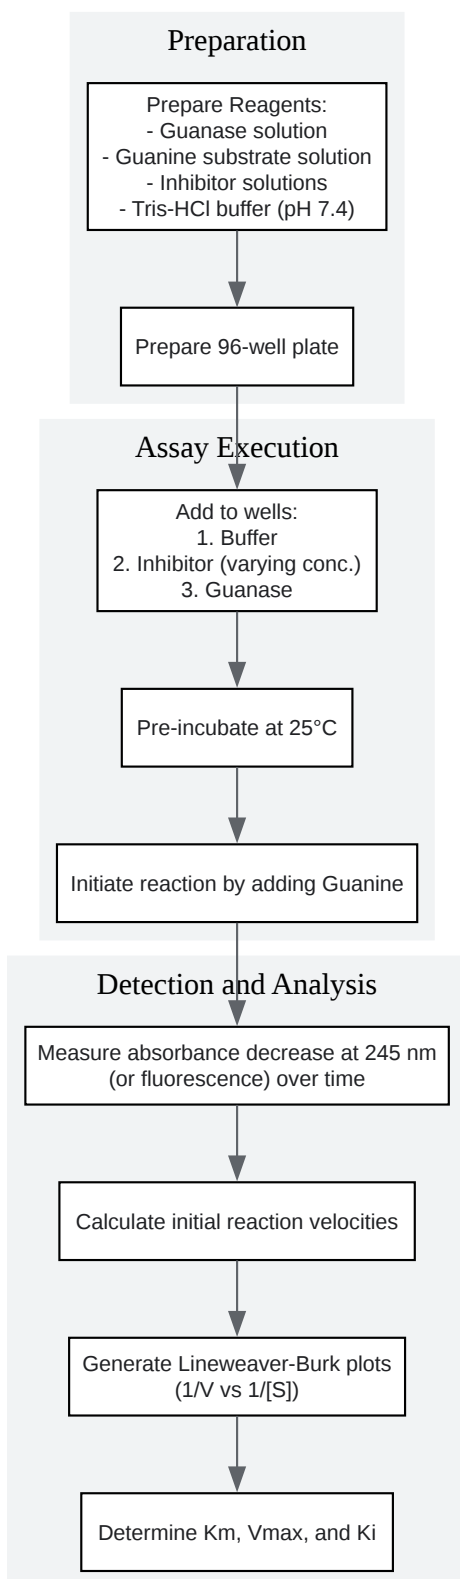 Preparation
Prepare Reagents:
- Guanase solution
- Guanine substrate solution
- Inhibitor solutions
- Tris-HCl buffer (pH 7.4)
Prepare 96-well plate
Assay Execution
Add to wells:
1. Buffer
2. Inhibitor (varying conc.)
3. Guanase
Pre-incubate at 25°C
Initiate reaction by adding Guanine
Detection and Analysis
Measure absorbance decrease at 245 nm
(or fluorescence) over time
Calculate initial reaction velocities
Generate Lineweaver-Burk plots
(1/V vs 1/[S])
Determine Km, Vmax, and Ki